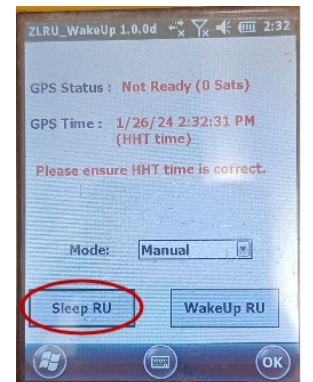 ZLRU_WakeUp 1.0.0d 2:32
GPS Status : Not Ready (0 Sats)
GPS Time : 1/26/24 2:32:31 PM
(HHT time)
Please ensure HHT time is correct.
Mode: Manual
Sleep RU WakeUp RU
OK